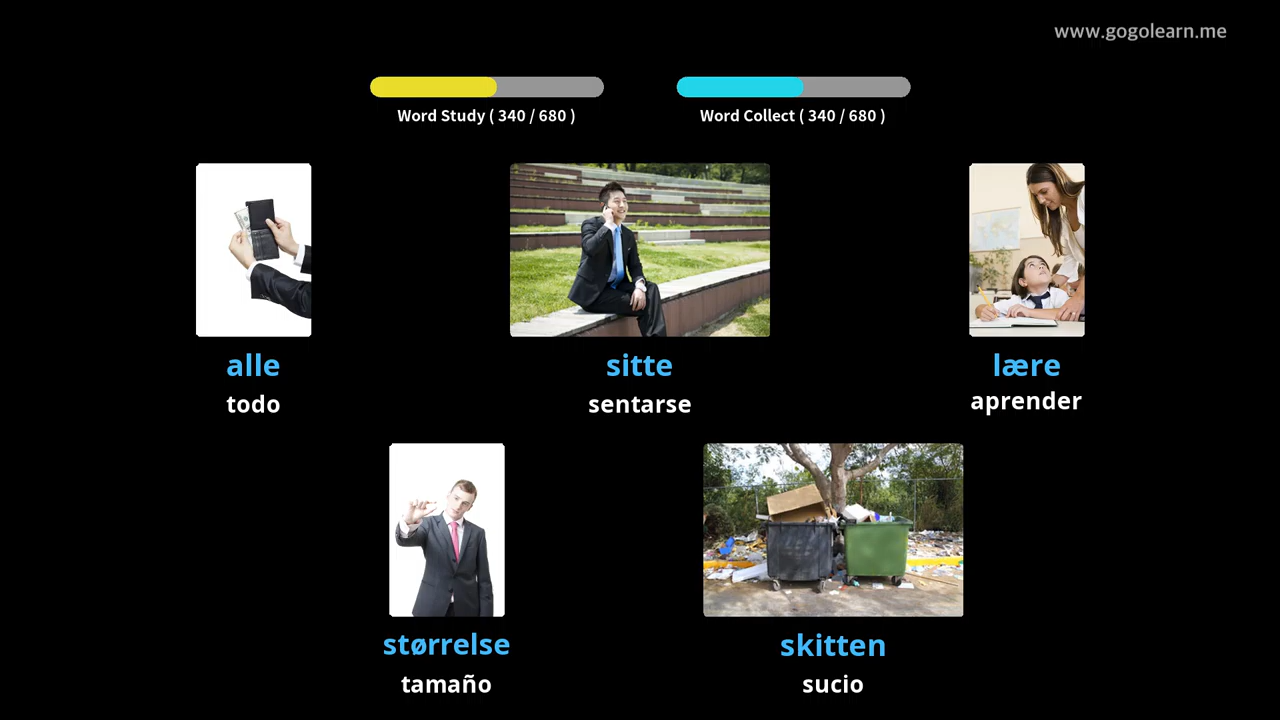 www.gogolearn.me
Word Study ( 340 / 680 )
Word Collect ( 340 / 680 )
alle
todo
sitte
sentarse
lære
aprender
størrelse
tamaño
skitten
sucio